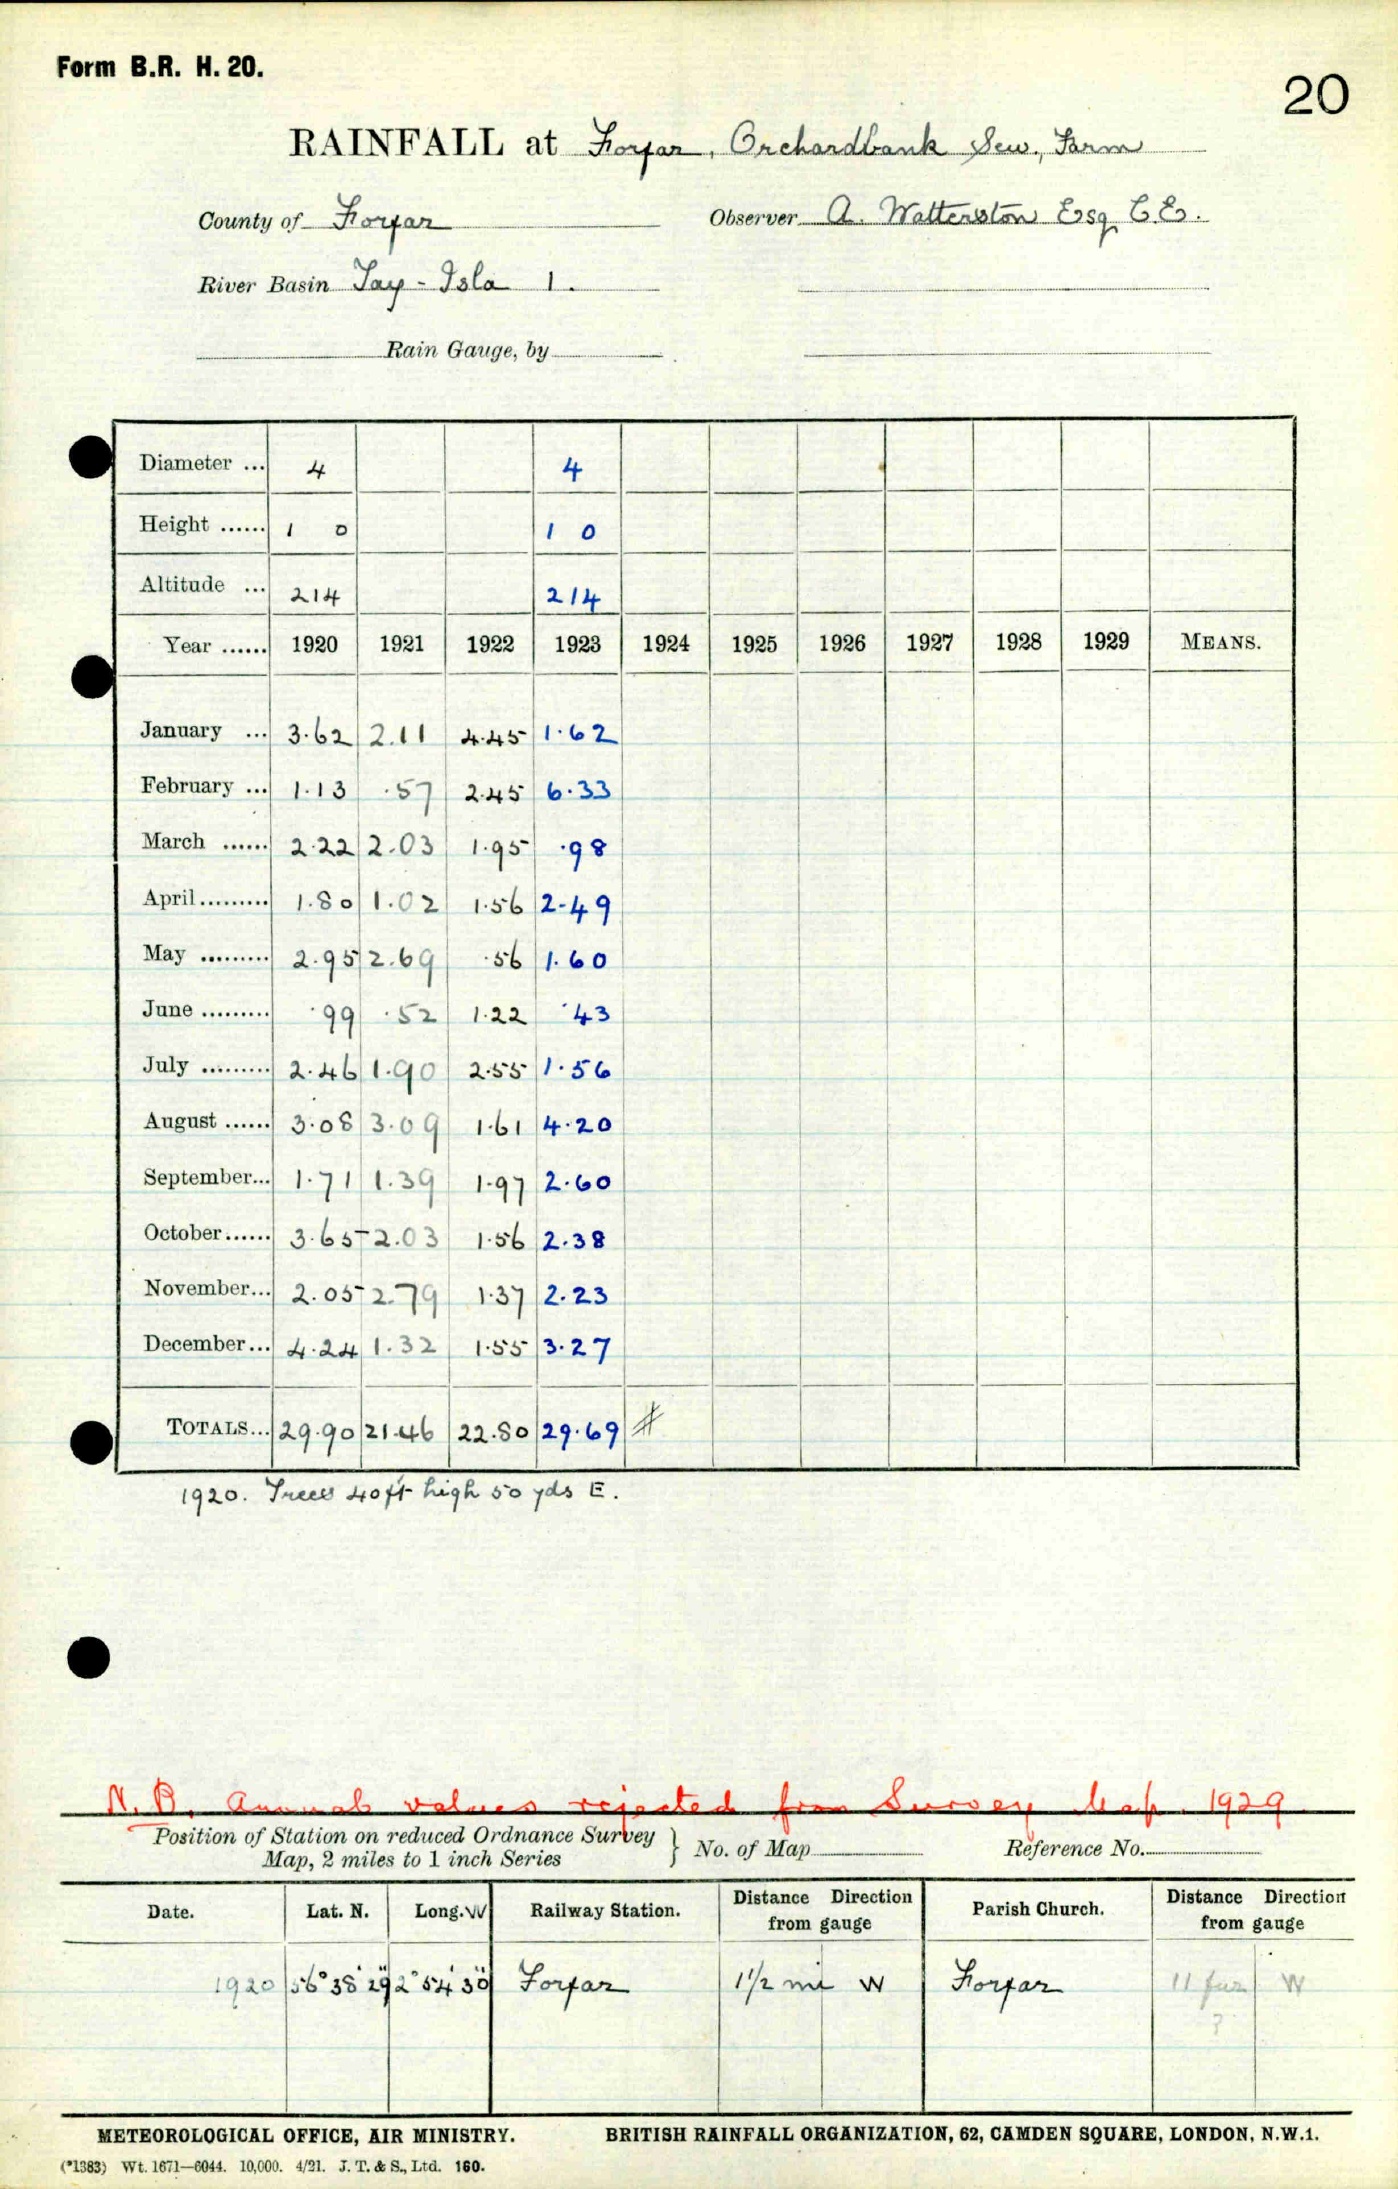 Form B.R. H. 20.
20
RAINFALL at Forfar, Orchardbank Sew. Farm
County of Forfar Observer A. Watterston Esq C.E.
River Basin Tay - Isla 1.
Rain Gauge, by
Diameter ... 4 4
Height ...... 1 0 1 0
Altitude ... 214 214
Year ...... 1920 1921 1922 1923 1924 1925 1926 1927 1928 1929 MEANS.
January ... 3.62 2.11 4.45 1.62
February ... 1.13 .57 2.45 6.33
March ...... 2.22 2.03 1.95 .98
April ......... 1.80 1.02 1.56 2.49
May ......... 2.95 2.69 .56 1.60
June ......... .99 .52 1.22 .43
July ......... 2.46 1.90 2.55 1.56
August ...... 3.08 3.09 1.61 4.20
September... 1.71 1.39 1.97 2.60
October...... 3.65 2.03 1.56 2.38
November... 2.05 2.79 1.37 2.23
December... 4.24 1.32 1.55 3.27
TOTALS... 29.90 21.46 22.80 29.69 #
1920. Trees 40ft high 50 yds E.
N.B. Annual values rejected from Survey Map. 1929
Position of Station on reduced Ordnance Survey } No. of Map Reference No.
Map, 2 miles to 1 inch Series
Date. Lat. N. Long. W Railway Station. Distance Direction Parish Church. Distance Direction
from gauge from gauge
1920 56° 38' 29" 2° 54' 30" Forfar 1 1/2 mi W Forfar 11 fur W
?
METEOROLOGICAL OFFICE, AIR MINISTRY. BRITISH RAINFALL ORGANIZATION, 62, CAMDEN SQUARE, LONDON, N.W.1.
(*1383) Wt. 1671—6044. 10,000. 4/21. J. T. & S., Ltd. 160.